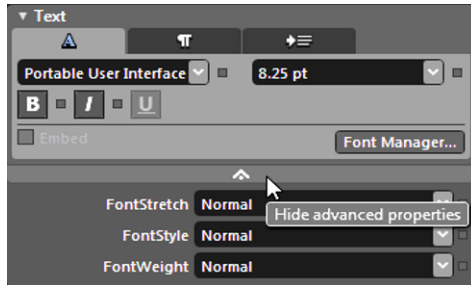 Text
A ¶
Portable User Interface 8.25 pt
B I U
Embed
Font Manager...
FontStretch Normal
Hide advanced properties
FontStyle Normal
FontWeight Normal